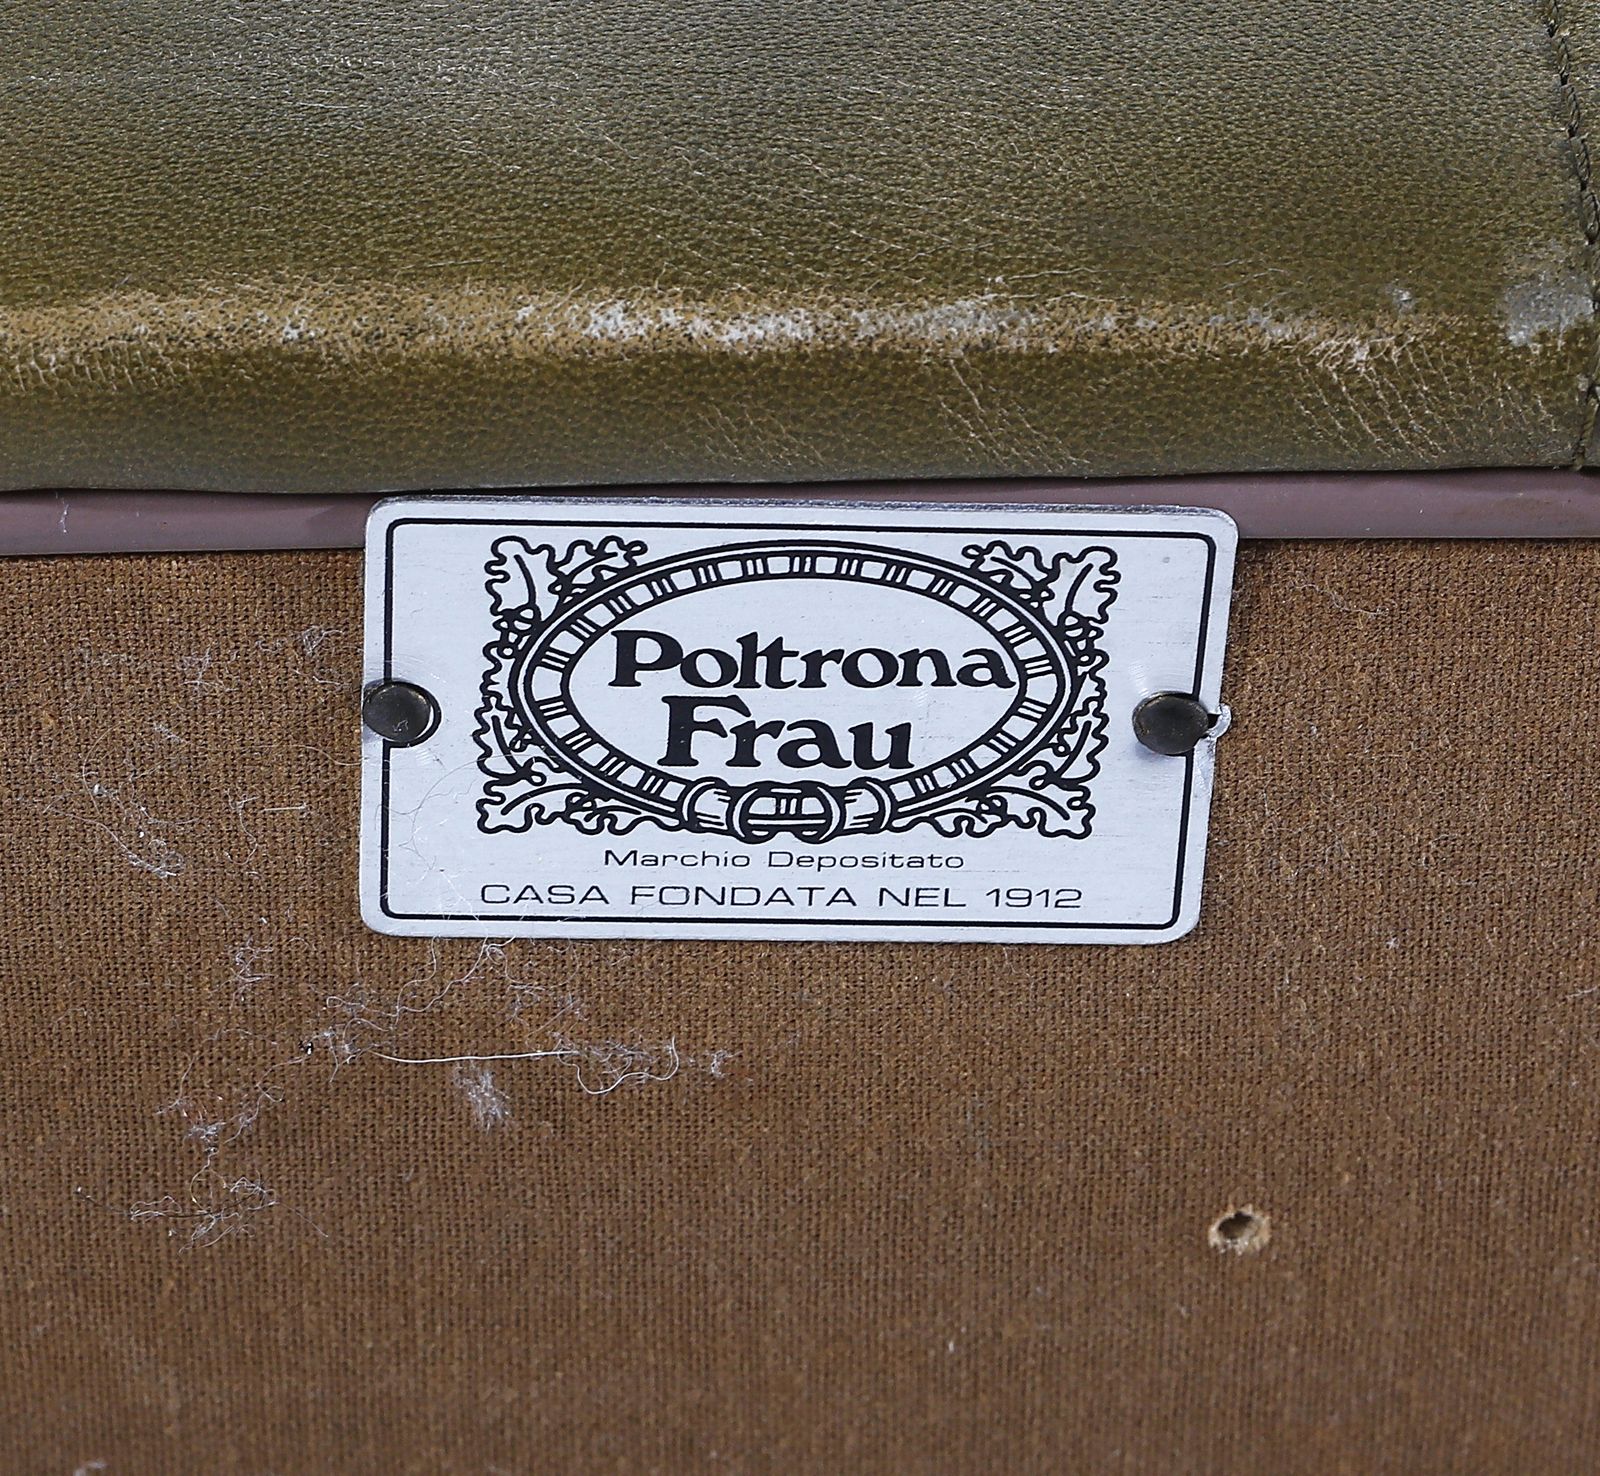 Poltrona
Frau
Marchio Depositato
CASA FONDATA NEL 1912